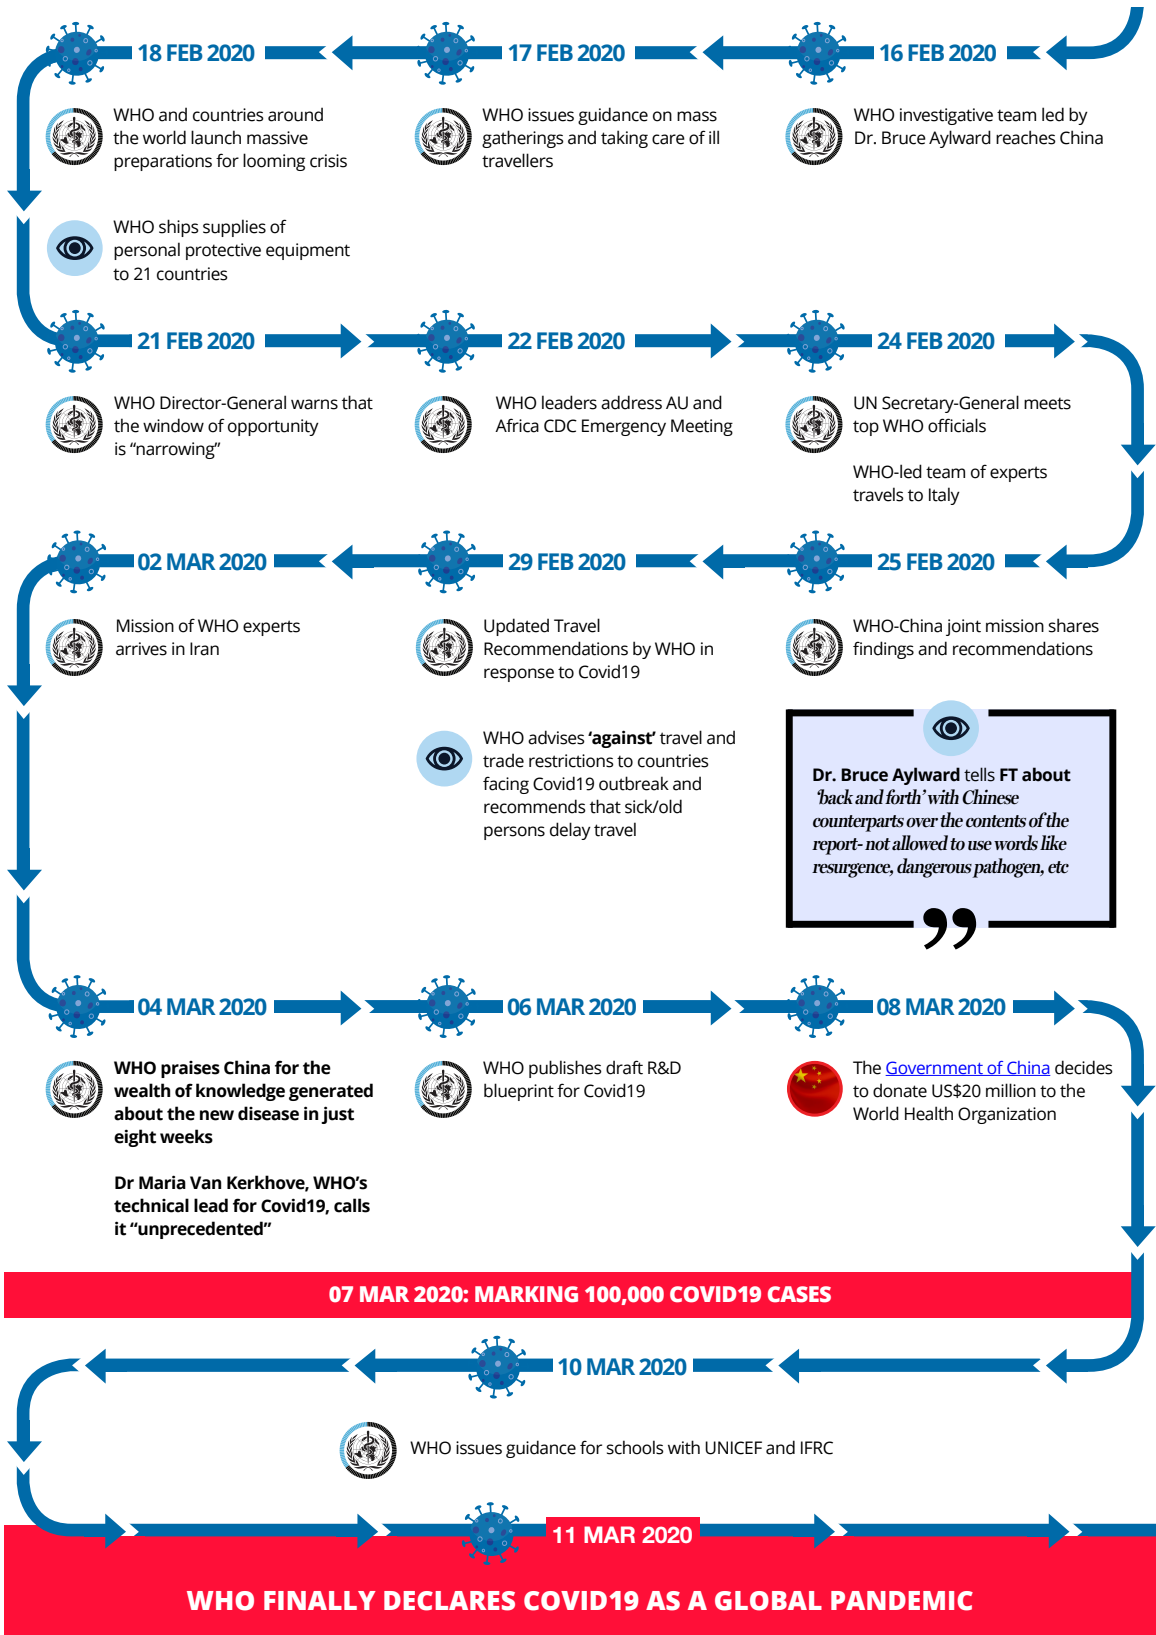 16 FEB 2020
WHO investigative team led by
Dr. Bruce Aylward reaches China
17 FEB 2020
WHO issues guidance on mass
gatherings and taking care of ill
travellers
18 FEB 2020
WHO and countries around
the world launch massive
preparations for looming crisis
WHO ships supplies of
personal protective equipment
to 21 countries
21 FEB 2020
WHO Director-General warns that
the window of opportunity
is “narrowing”
22 FEB 2020
WHO leaders address AU and
Africa CDC Emergency Meeting
24 FEB 2020
UN Secretary-General meets
top WHO officials
WHO-led team of experts
travels to Italy
25 FEB 2020
WHO-China joint mission shares
findings and recommendations
Dr. Bruce Aylward tells FT about
‘back and forth’ with Chinese
counterparts over the contents of the
report- not allowed to use words like
resurgence, dangerous pathogen, etc
”
29 FEB 2020
Updated Travel
Recommendations by WHO in
response to Covid19
WHO advises ‘against’ travel and
trade restrictions to countries
facing Covid19 outbreak and
recommends that sick/old
persons delay travel
02 MAR 2020
Mission of WHO experts
arrives in Iran
04 MAR 2020
WHO praises China for the
wealth of knowledge generated
about the new disease in just
eight weeks
Dr Maria Van Kerkhove, WHO’s
technical lead for Covid19, calls
it “unprecedented”
06 MAR 2020
WHO publishes draft R&D
blueprint for Covid19
08 MAR 2020
The Government of China decides
to donate US$20 million to the
World Health Organization
07 MAR 2020: MARKING 100,000 COVID19 CASES
10 MAR 2020
WHO issues guidance for schools with UNICEF and IFRC
11 MAR 2020
WHO FINALLY DECLARES COVID19 AS A GLOBAL PANDEMIC